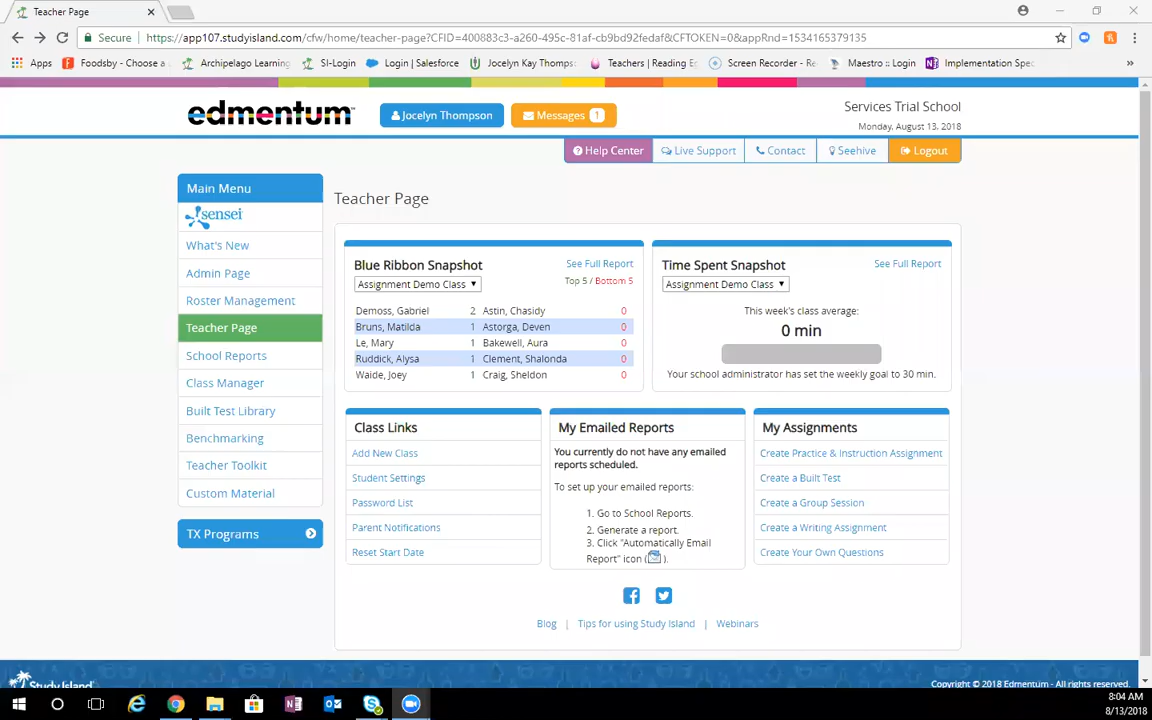 Teacher Page
Secure
https://app107.studyisland.com/cfw/home/teacher-page?CFID=400883c3-a260-495c-81af-cb9bd92fedaf&CFTOKEN=0&appRnd=1534165379135
Apps
Foodsby - Choose a
Archipelago Learning
SI-Login
Login | Salesforce
Jocelyn Kay Thomps
Teachers | Reading E
Screen Recorder - Re
Maestro :: Login
Implementation Spec
»
edmentum
Jocelyn Thompson
Messages 1
Services Trial School
Monday, August 13, 2018
Help Center
Live Support
Contact
Seehive
Logout
Main Menu
sensei
What's New
Admin Page
Roster Management
Teacher Page
School Reports
Class Manager
Built Test Library
Benchmarking
Teacher Toolkit
Custom Material
TX Programs
Teacher Page
Blue Ribbon Snapshot
See Full Report
Assignment Demo Class
Top 5 / Bottom 5
Demoss, Gabriel 2 Astin, Chasidy 0
Bruns, Matilda 1 Astorga, Deven 0
Le, Mary 1 Bakewell, Aura 0
Ruddick, Alysa 1 Clement, Shalonda 0
Waide, Joey 1 Craig, Sheldon 0
Time Spent Snapshot
See Full Report
Assignment Demo Class
This week's class average:
0 min
Your school administrator has set the weekly goal to 30 min.
Class Links
Add New Class
Student Settings
Password List
Parent Notifications
Reset Start Date
My Emailed Reports
You currently do not have any emailed
reports scheduled.
To set up your emailed reports:
1. Go to School Reports.
2. Generate a report.
3. Click "Automatically Email
Report" icon ( ).
My Assignments
Create Practice & Instruction Assignment
Create a Built Test
Create a Group Session
Create a Writing Assignment
Create Your Own Questions
Blog | Tips for using Study Island | Webinars
Study Island
Copyright © 2018 Edmentum - All rights reserved.
8:04 AM
8/13/2018